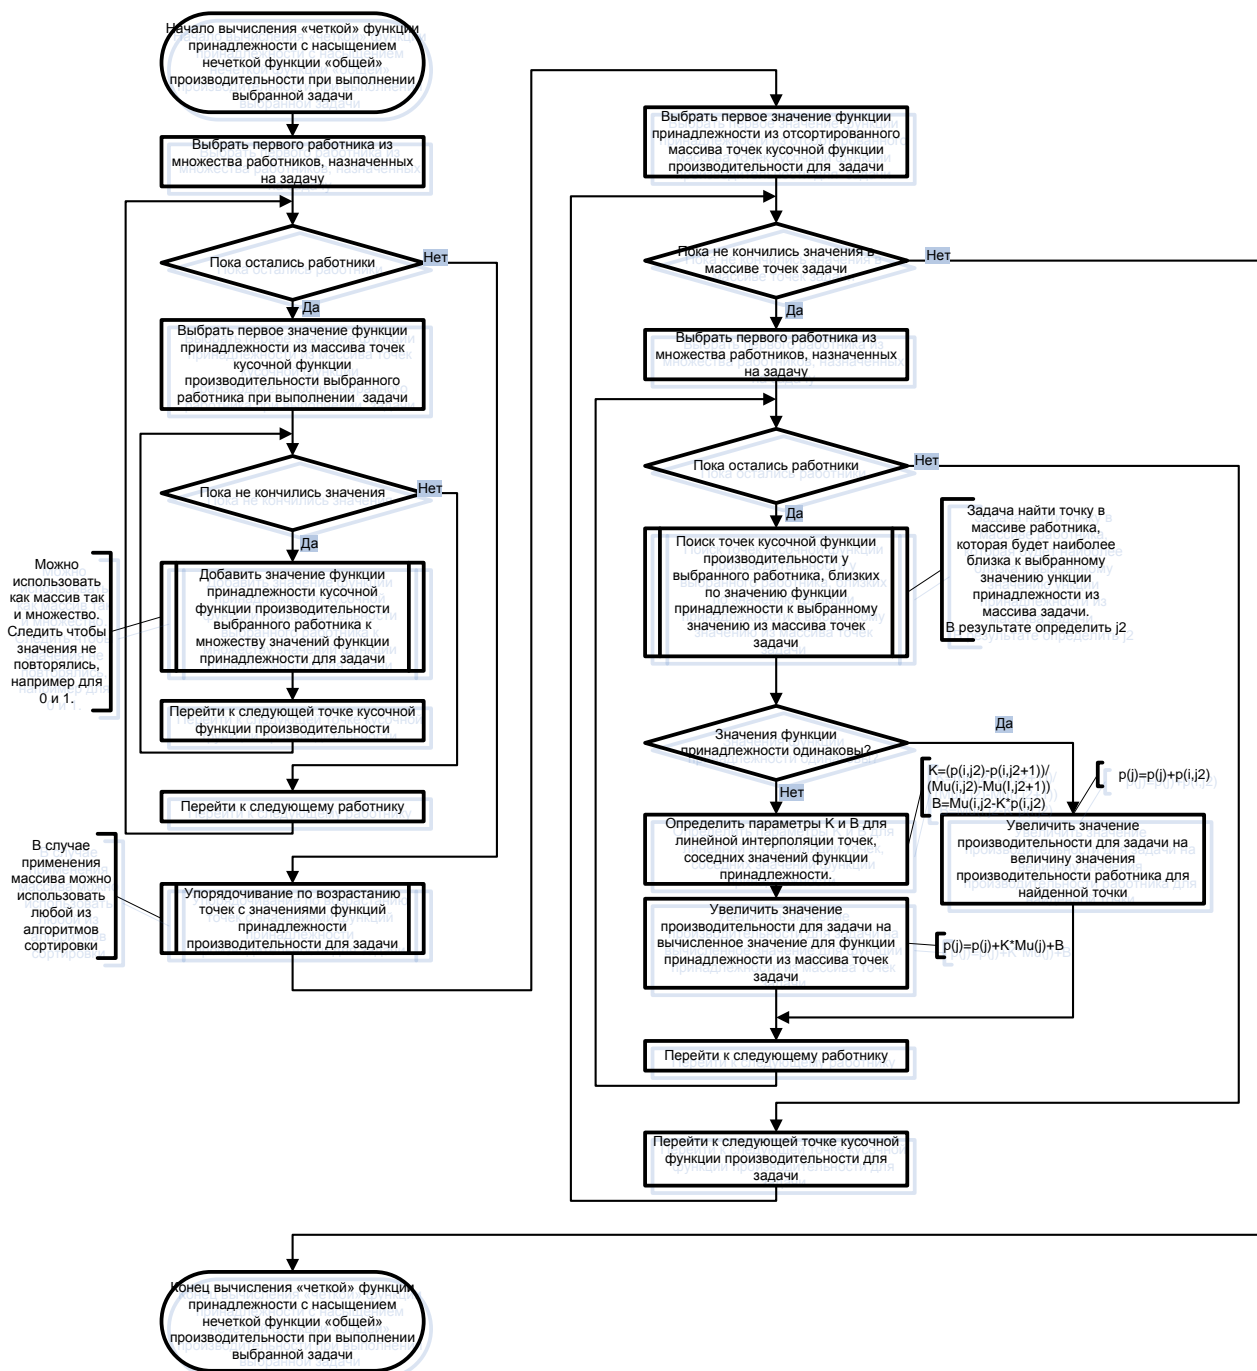 Начало вычисления «четкой» функции
принадлежности с насыщением
нечеткой функции «общей»
производительности при выполнении
выбранной задачи
Выбрать первого работника из
множества работников, назначенных
на задачу
Пока остались работники
Нет
Да
Выбрать первое значение функции
принадлежности из массива точек
кусочной функции
производительности выбранного
работника при выполнении задачи
Пока не кончились значения
Нет
Да
Можно
использовать
как массив так
и множество.
Следить чтобы
значения не
повторялись,
например для
0 и 1.
Добавить значение функции
принадлежности кусочной
функции производительности
выбранного работника к
множеству значений функции
принадлежности для задачи
Перейти к следующей точке кусочной
функции производительности
Перейти к следующему работнику
В случае
применения
массива можно
использовать
любой из
алгоритмов
сортировки
Упорядочивание по возрастанию
точек с значениями функций
принадлежности
производительности для задачи
Выбрать первое значение функции
принадлежности из отсортированного
массива точек кусочной функции
производительности для задачи
Пока не кончились значения в
массиве точек задачи
Нет
Да
Выбрать первого работника из
множества работников, назначенных
на задачу
Пока остались работники
Нет
Да
Поиск точек кусочной функции
производительности у
выбранного работника, близких
по значению функции
принадлежности к выбранному
значению из массива точек
задачи
Задача найти точку в
массиве работника,
которая будет наиболее
близка к выбранному
значению ункции
принадлежности из
массива задачи.
В результате определить j2
Значения функции
принадлежности одинаковы?
Да
Нет
K=(p(i,j2)-p(i,j2+1))/
(Mu(i,j2)-Mu(I,j2+1))
B=Mu(i,j2-K*p(i,j2)
p(j)=p(j)+p(i,j2)
Определить параметры K и B для
линейной интерполяции точек,
соседних значений функции
принадлежности.
Увеличить значение
производительности для задачи на
величину значения
производительности работника для
найденной точки
Увеличить значение
производительности для задачи на
вычисленное значение для функции
принадлежности из массива точек
задачи
p(j)=p(j)+K*Mu(j)+B
Перейти к следующему работнику
Перейти к следующей точке кусочной
функции производительности для
задачи
Конец вычисления «четкой» функции
принадлежности с насыщением
нечеткой функции «общей»
производительности при выполнении
выбранной задачи